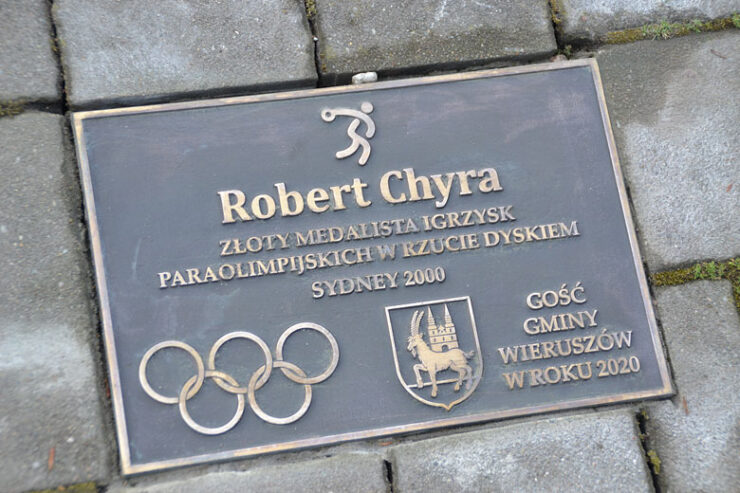 Robert Chyra
ZŁOTY MEDALISTA IGRZYSK
PARAOLIMPIJSKICH W RZUCIE DYSKIEM
SYDNEY 2000
GOŚĆ
GMINY
WIERUSZÓW
W ROKU 2020